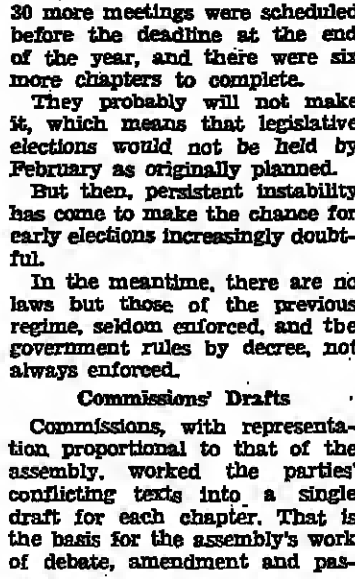 30 more meetings were scheduled
before the deadline at the end
of the year, and there were six
more chapters to complete.
They probably will not make
it, which means that legislative
elections would not be held by
February as originally planned.
But then, persistent instability
has come to make the chance for
early elections increasingly doubt-
ful.
In the meantime, there are no
laws but those of the previous
regime, seldom enforced, and the
government rules by decree, not
always enforced.
Commissions' Drafts
Commissions, with representa-
tion proportional to that of the
assembly, worked the parties'
conflicting texts into a single
draft for each chapter. That is
the basis for the assembly's work
of debate, amendment and pas-